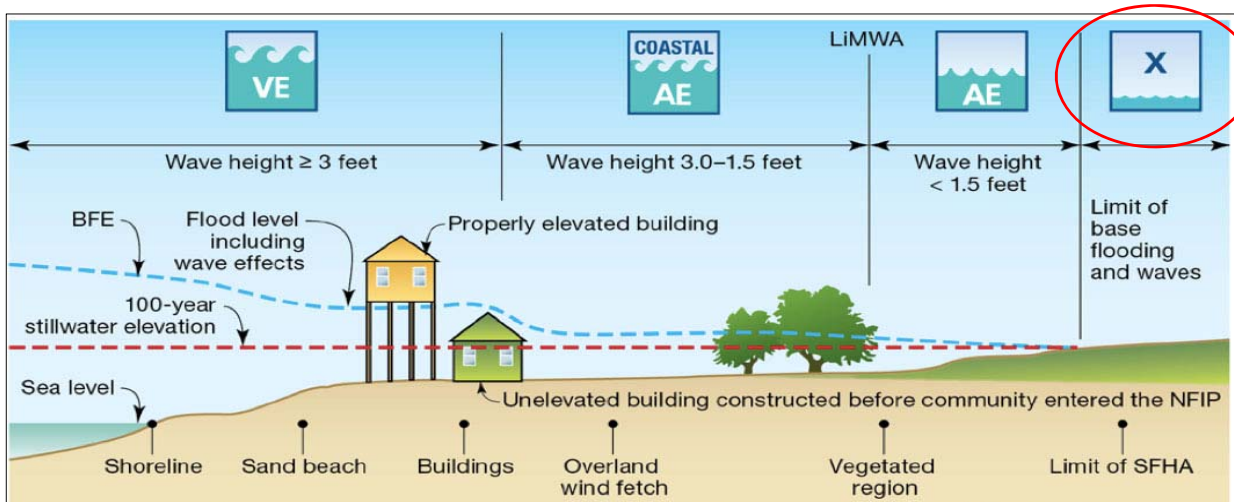 VE
COASTAL
AE
LiMWA
AE
X
Wave height ≥ 3 feet
Wave height 3.0–1.5 feet
Wave height
< 1.5 feet
Limit of
base
flooding
and waves
BFE
Flood level
including
wave effects
Properly elevated building
100-year
stillwater elevation
Sea level
Unelevated building constructed before community entered the NFIP
Shoreline
Sand beach
Buildings
Overland
wind fetch
Vegetated
region
Limit of SFHA